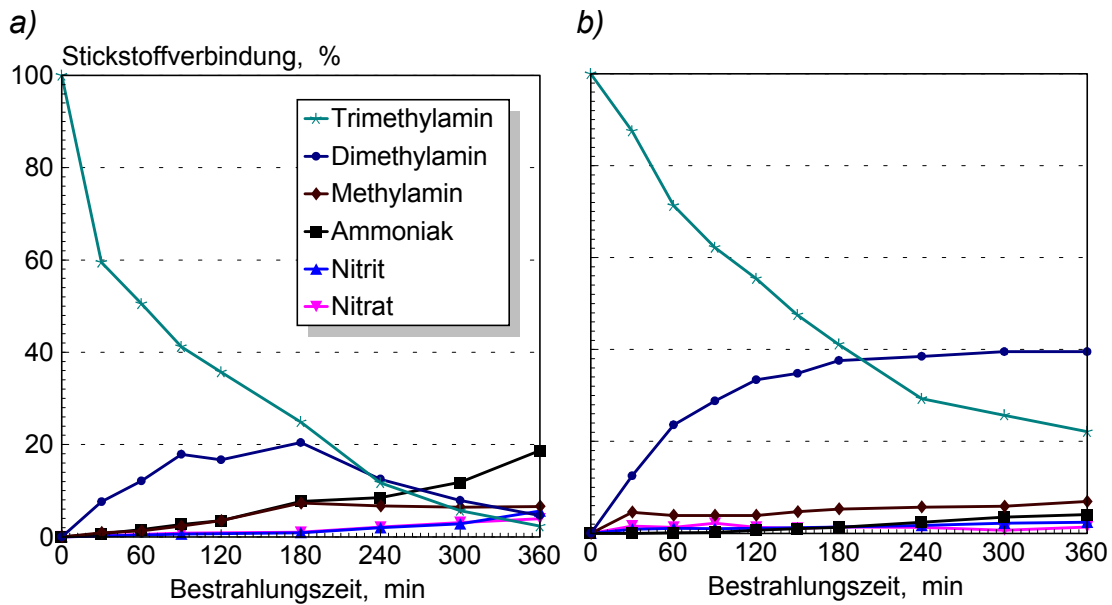 a)
b)
Stickstoffverbindung, %
100
80
60
40
20
0
Trimethylamin
Dimethylamin
Methylamin
Ammoniak
Nitrit
Nitrat
0 60 120 180 240 300 360
Bestrahlungszeit, min
0 60 120 180 240 300 360
Bestrahlungszeit, min